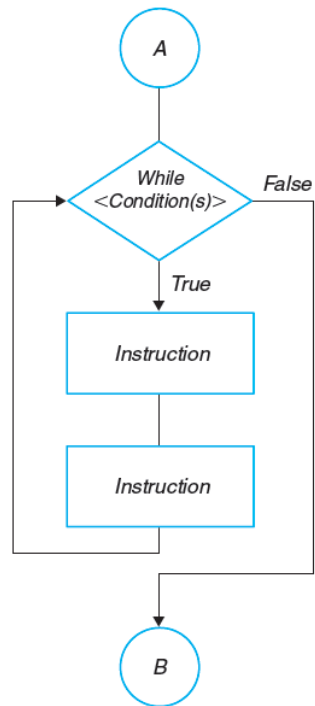 A
While
<Condition(s)>
False
True
Instruction
Instruction
B